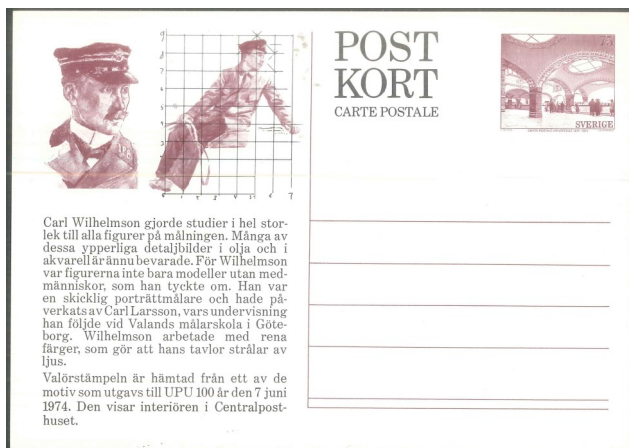 POST
KORT
CARTE POSTALE
75
SVERIGE
Carl Wilhelmson gjorde studier i hel stor-
lek till alla figurer på målningen. Många av
dessa ypperliga detaljbilder i olja och i
akvarell är ännu bevarade. För Wilhelmson
var figurerna inte bara modeller utan med-
människor, som han tyckte om. Han var
en skicklig porträttmålare och hade på-
verkats av Carl Larsson, vars undervisning
han följde vid Valands målarskola i Göte-
borg. Wilhelmson arbetade med rena
färger, som gör att hans tavlor strålar av
ljus.
Valörstämpeln är hämtad från ett av de
motiv som utgavs till UPU 100 år den 7 juni
1974. Den visar interiören i Centralpost-
huset.